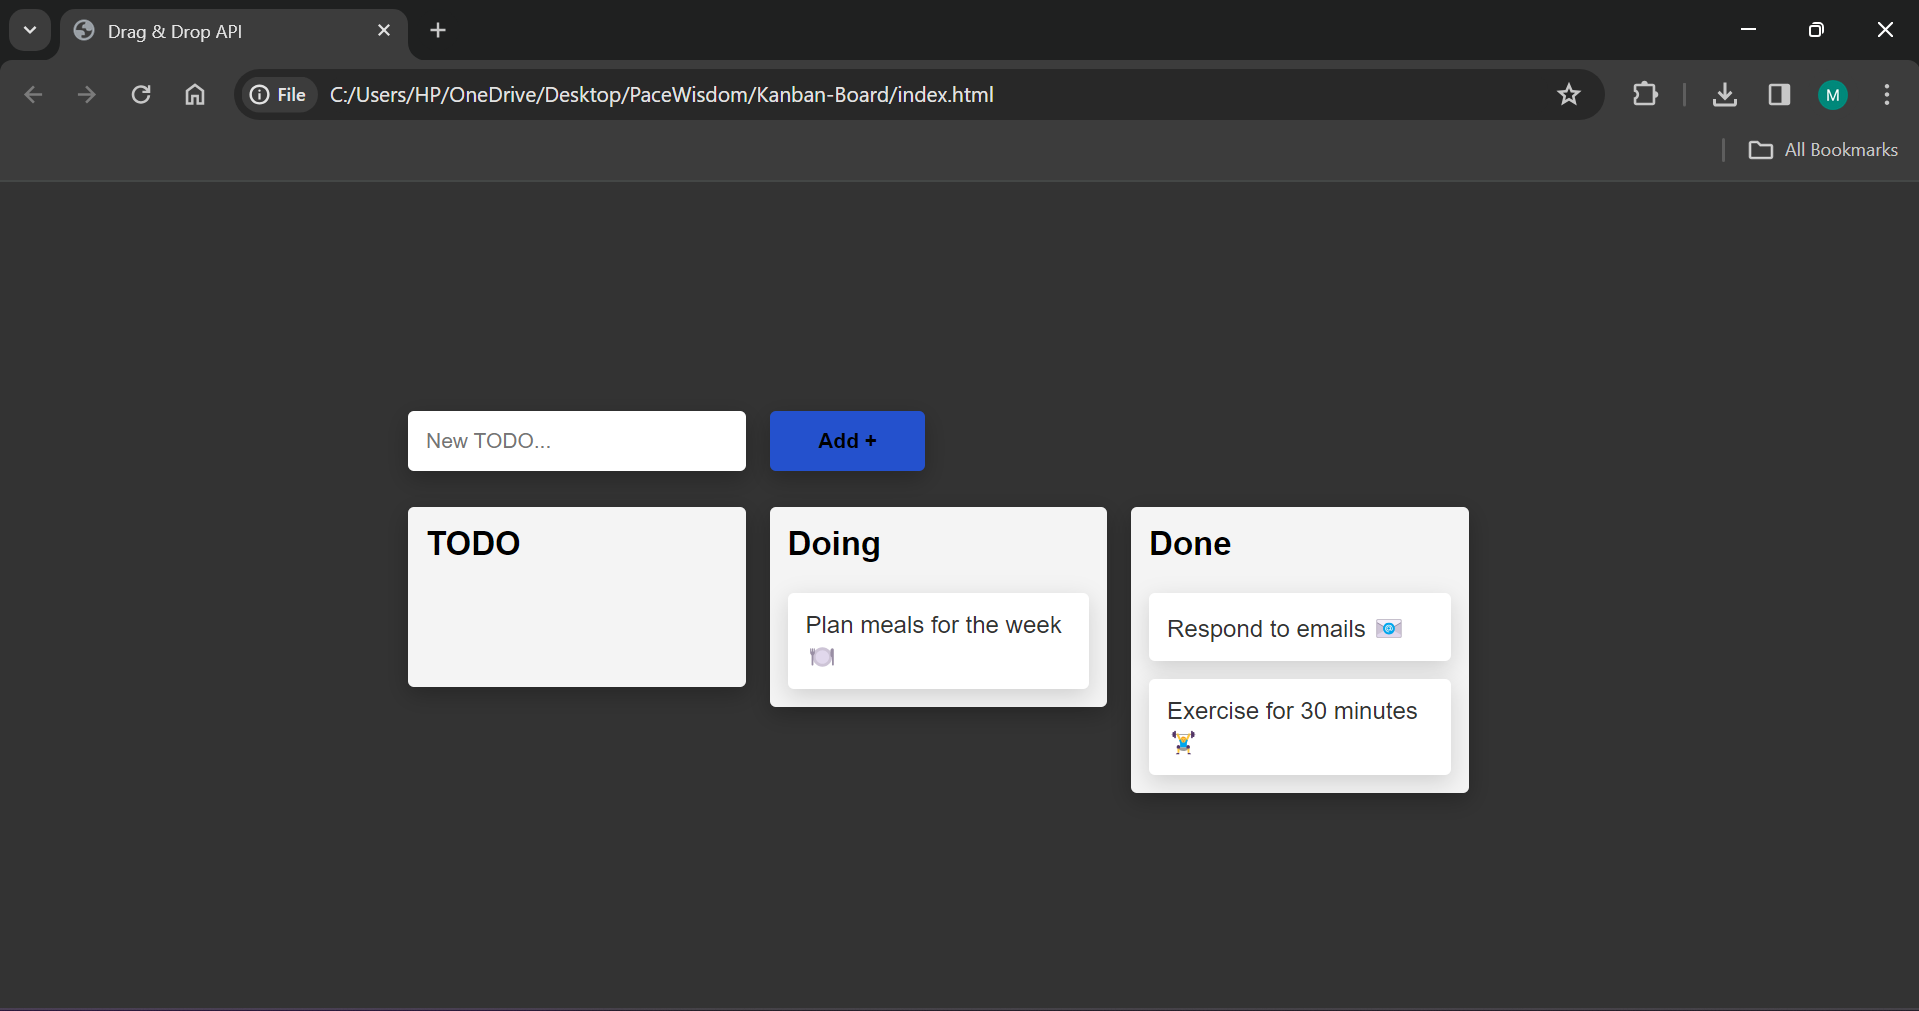 Drag & Drop API
File C:/Users/HP/OneDrive/Desktop/PaceWisdom/Kanban-Board/index.html
M
All Bookmarks
New TODO...
Add +
TODO
Doing
Plan meals for the week
🍽️
Done
Respond to emails 📧
Exercise for 30 minutes
🏋️